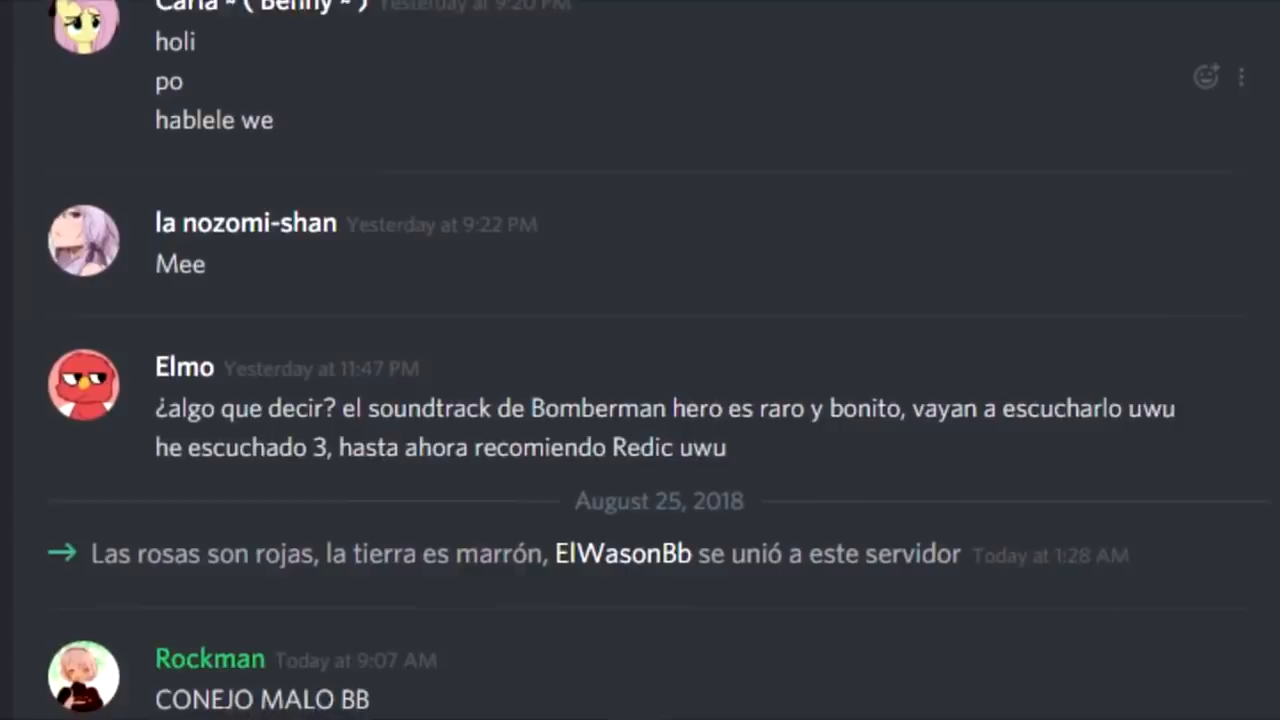 Carla ~ ( Benny ~ ) Yesterday at 9:20 PM
holi
po
hablele we
la nozomi-shan Yesterday at 9:22 PM
Mee
Elmo Yesterday at 11:47 PM
¿algo que decir? el soundtrack de Bomberman hero es raro y bonito, vayan a escucharlo uwu
he escuchado 3, hasta ahora recomiendo Redic uwu
August 25, 2018
Las rosas son rojas, la tierra es marrón, ElWasonBb se unió a este servidor Today at 1:28 AM
Rockman Today at 9:07 AM
CONEJO MALO BB